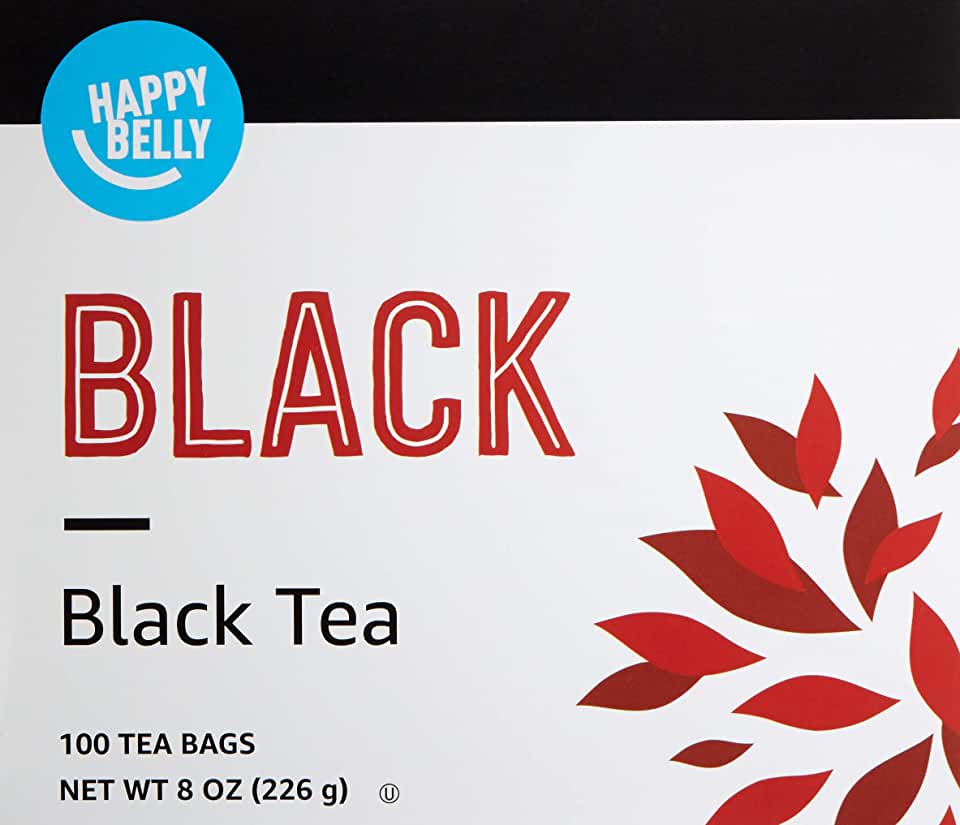 HAPPY
BELLY
BLACK
Black Tea
100 TEA BAGS
NET WT 8 OZ (226 g) Ⓤ